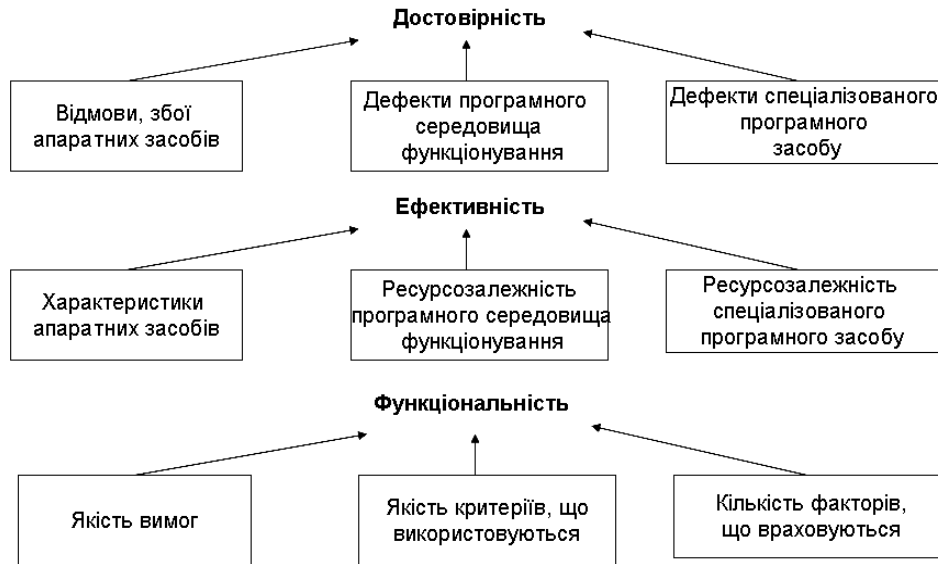 Достовірність
Відмови, збої
апаратних засобів
Дефекти програмного
середовища
функціонування
Дефекти спеціалізованого
програмного
засобу
Ефективність
Характеристики
апаратних засобів
Ресурсозалежність
програмного середовища
функціонування
Ресурсозалежність
спеціалізованого
програмного засобу
Функціональність
Якість вимог
Якість критеріїв, що
використовуються
Кількість факторів,
що враховуються